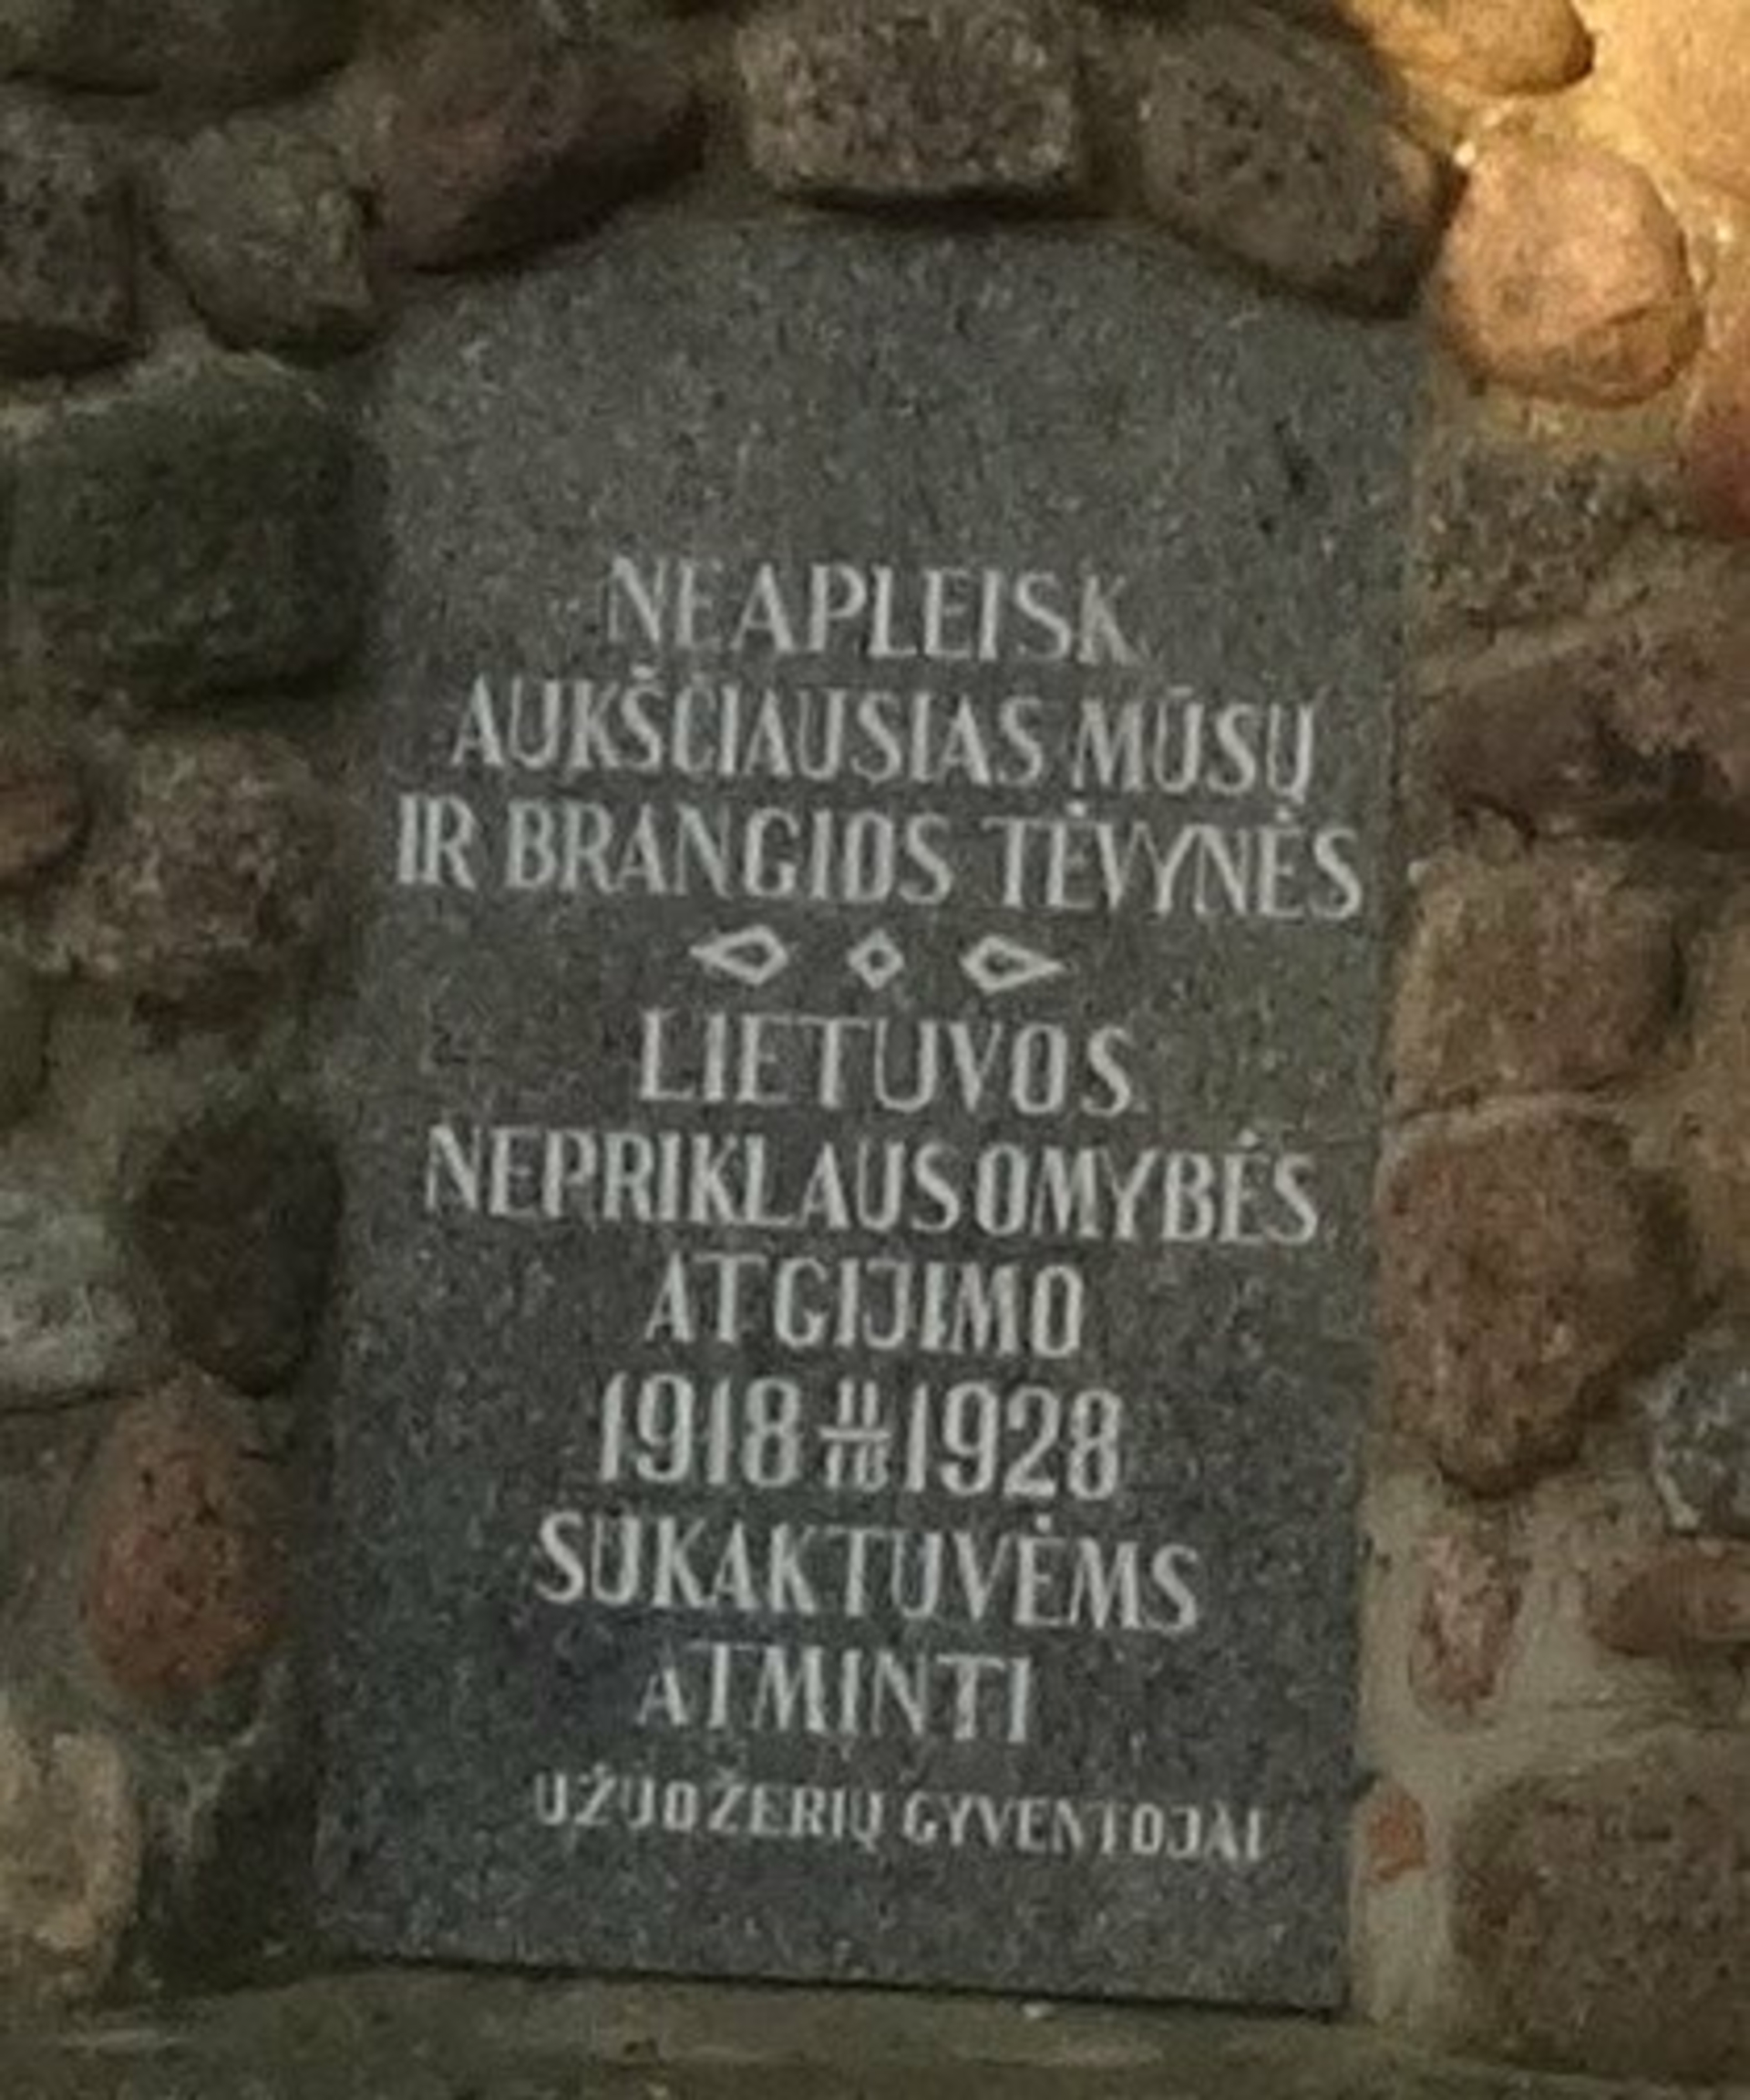 NEAPLEISK
AUKŠČIAUSIAS MŪSŲ
IR BRANGIOS TĖVYNĖS
LIETUVOS
NEPRIKLAUSOMYBĖS
ATGIJIMO
1918 II/16 1928
SUKAKTUVĖMS
ATMINTI
UŽUOŽERIŲ GYVENTOJAI